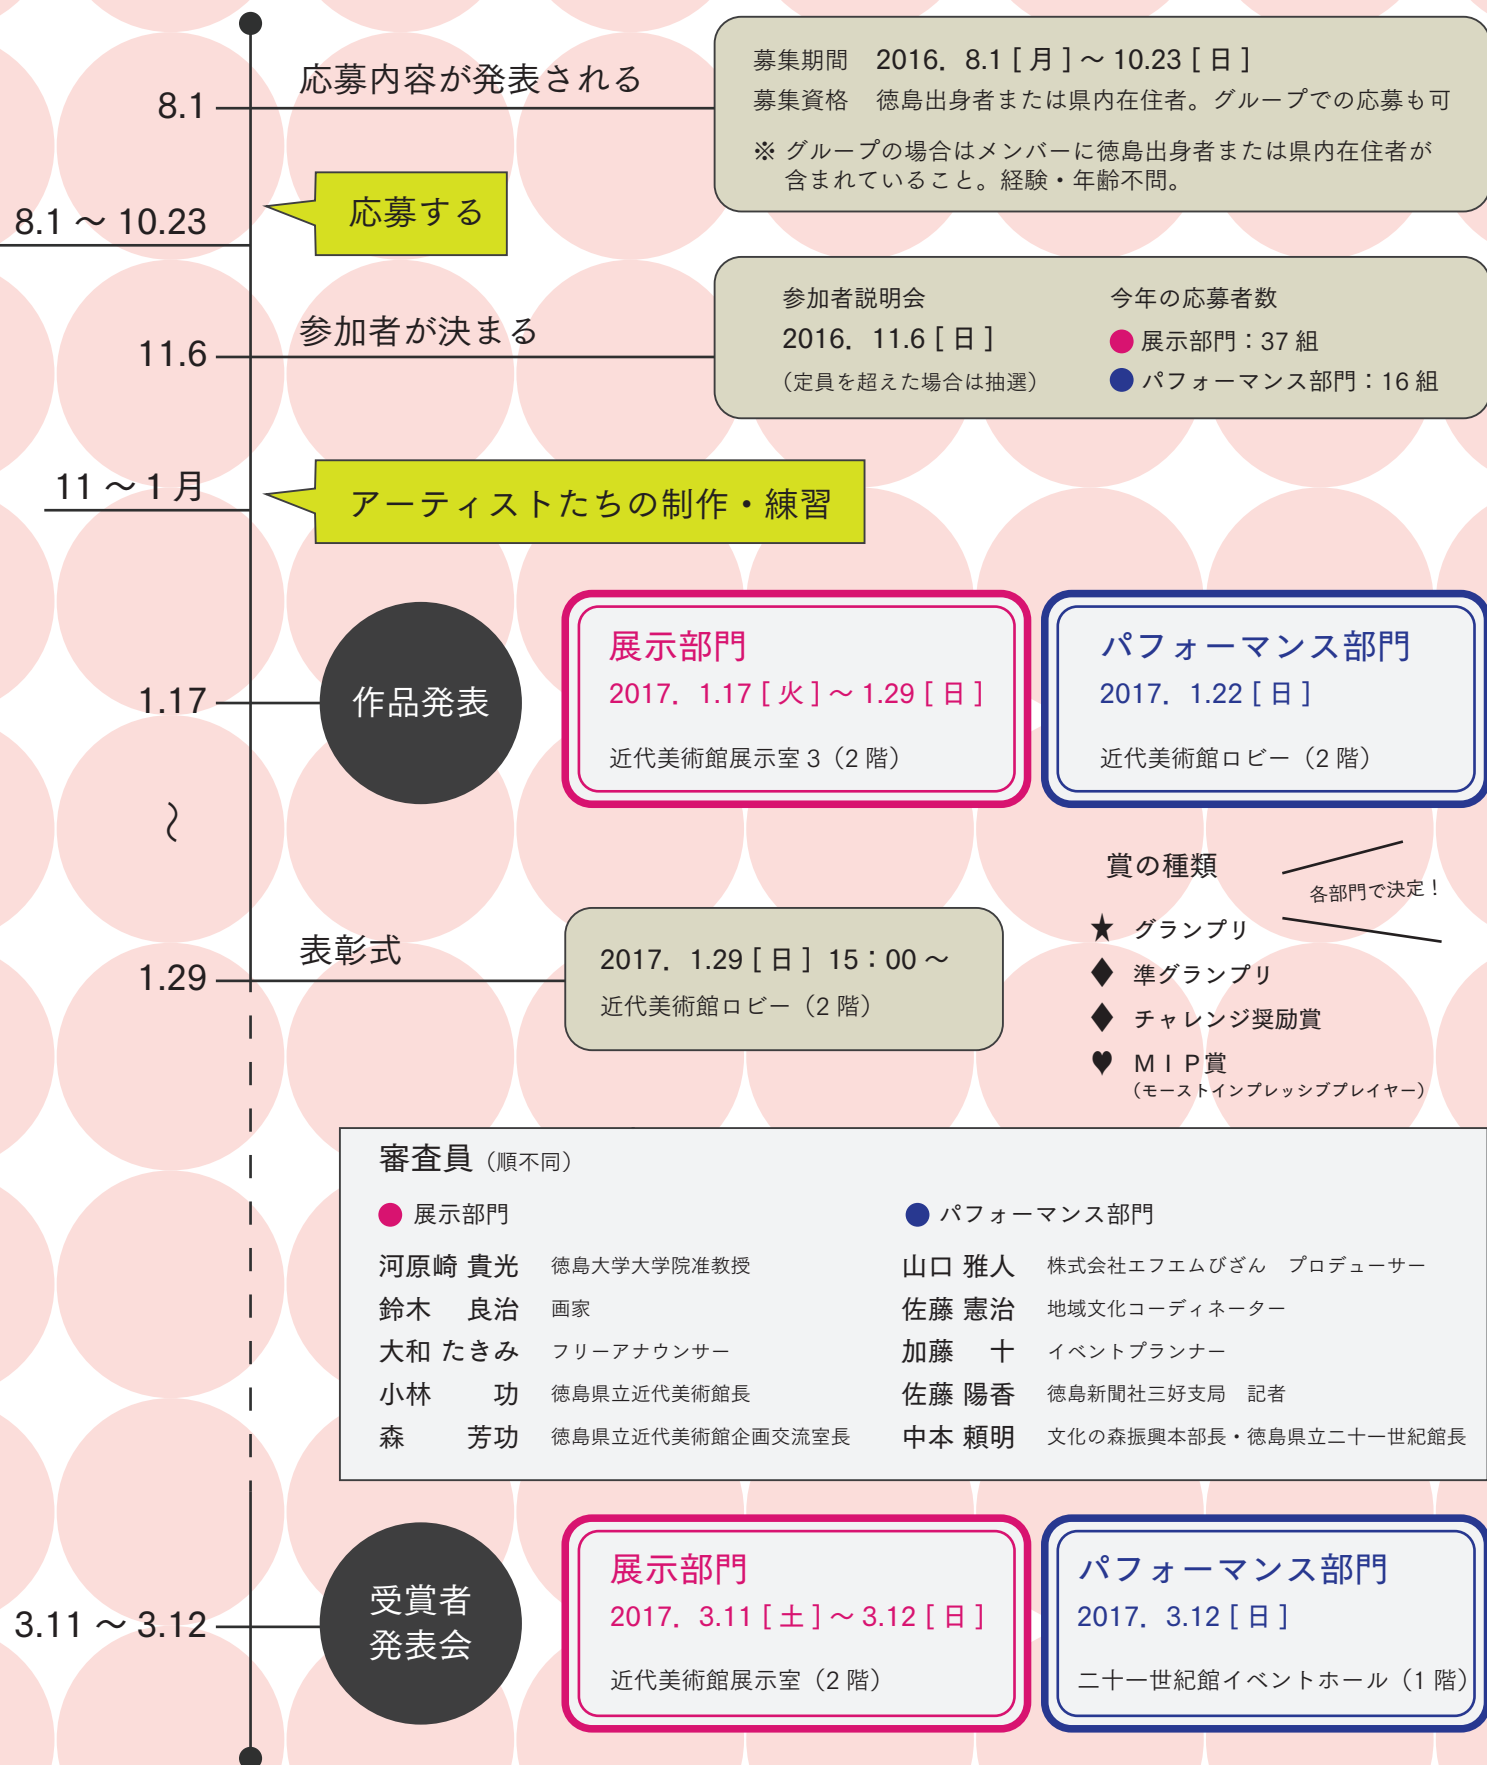 8.1
応募内容が発表される
募集期間　2016．8.1 [ 月 ] ～ 10.23 [ 日 ]
募集資格　徳島出身者または県内在住者。グループでの応募も可
※ グループの場合はメンバーに徳島出身者または県内在住者が
含まれていること。経験・年齢不問。
8.1 ～ 10.23
応募する
11.6
参加者が決まる
参加者説明会
2016．11.6 [ 日 ]
（定員を超えた場合は抽選）
今年の応募者数
展示部門：37 組
パフォーマンス部門：16 組
11 ～ 1 月
アーティストたちの制作・練習
1.17
作品発表
展示部門
2017．1.17 [ 火 ] ～ 1.29 [ 日 ]
近代美術館展示室 3（2 階）
パフォーマンス部門
2017．1.22 [ 日 ]
近代美術館ロビー（2 階）
～
1.29
表彰式
2017．1.29 [ 日 ] 15：00 ～
近代美術館ロビー（2 階）
賞の種類
各部門で決定！
★ グランプリ
♦ 準グランプリ
♦ チャレンジ奨励賞
♥ ＭＩＰ賞
（モーストインプレッシブプレイヤー）
審査員（順不同）
展示部門
河原崎 貴光　徳島大学大学院准教授
鈴木　良治　画家
大和 たきみ　フリーアナウンサー
小林　　功　徳島県立近代美術館長
森　　芳功　徳島県立近代美術館企画交流室長
パフォーマンス部門
山口 雅人　株式会社エフエムびざん　プロデューサー
佐藤 憲治　地域文化コーディネーター
加藤　十　イベントプランナー
佐藤 陽香　徳島新聞社三好支局　記者
中本 頼明　文化の森振興本部長・徳島県立二十一世紀館長
3.11 ～ 3.12
受賞者
発表会
展示部門
2017．3.11 [ 土 ] ～ 3.12 [ 日 ]
近代美術館展示室（2 階）
パフォーマンス部門
2017．3.12 [ 日 ]
二十一世紀館イベントホール（1 階）